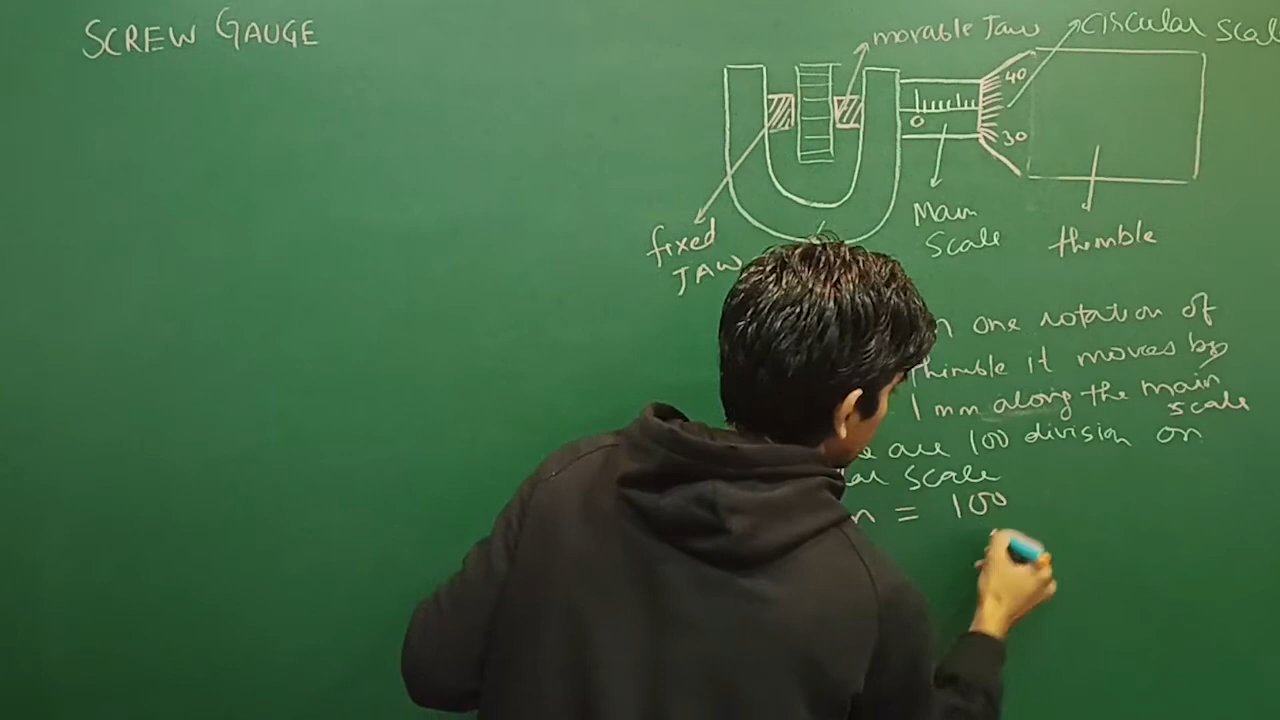 SCREW GAUGE
movable Jaw
circular scal
40
0
30
fixed
JAW
Main
Scale
thimble
n one rotation of
thimble it moves by
1 mm along the main
scale
are 100 division on
scale
n = 100